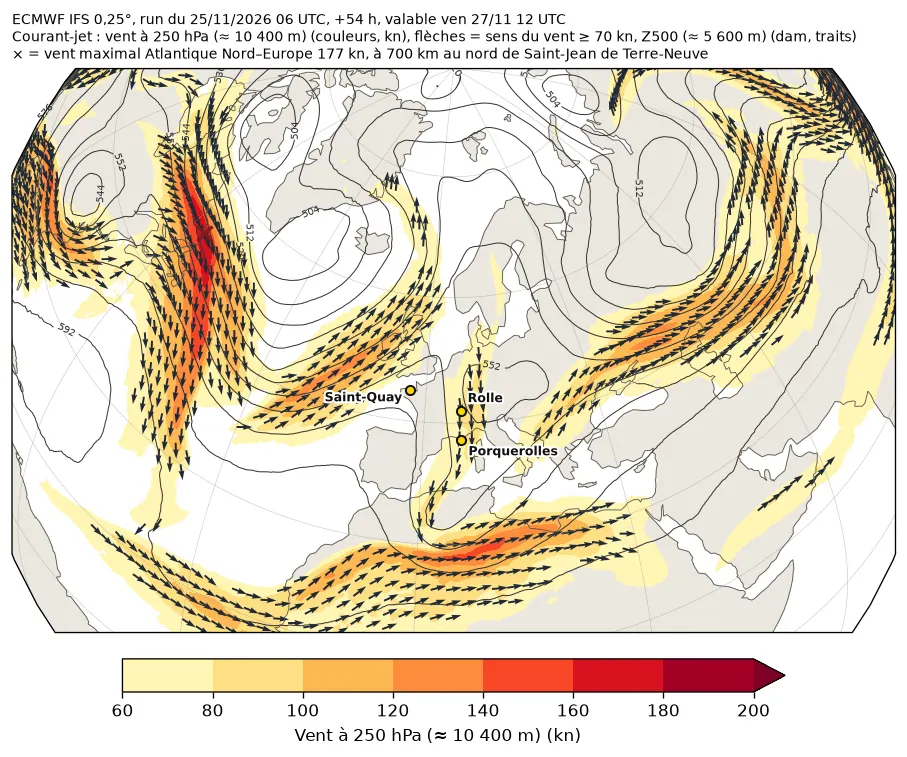 ECMWF IFS 0,25°, run du 25/11/2026 06 UTC, +54 h, valable ven 27/11 12 UTC
Courant-jet : vent à 250 hPa (≈ 10 400 m) (couleurs, kn), flèches = sens du vent ≥ 70 kn, Z500 (≈ 5 600 m) (dam, traits)
× = vent maximal Atlantique Nord–Europe 177 kn, à 700 km au nord de Saint-Jean de Terre-Neuve
504
504
576
544
552
512
544
504
512
592
552
Saint-Quay
Rolle
Porquerolles
60 80 100 120 140 160 180 200
Vent à 250 hPa (≈ 10 400 m) (kn)